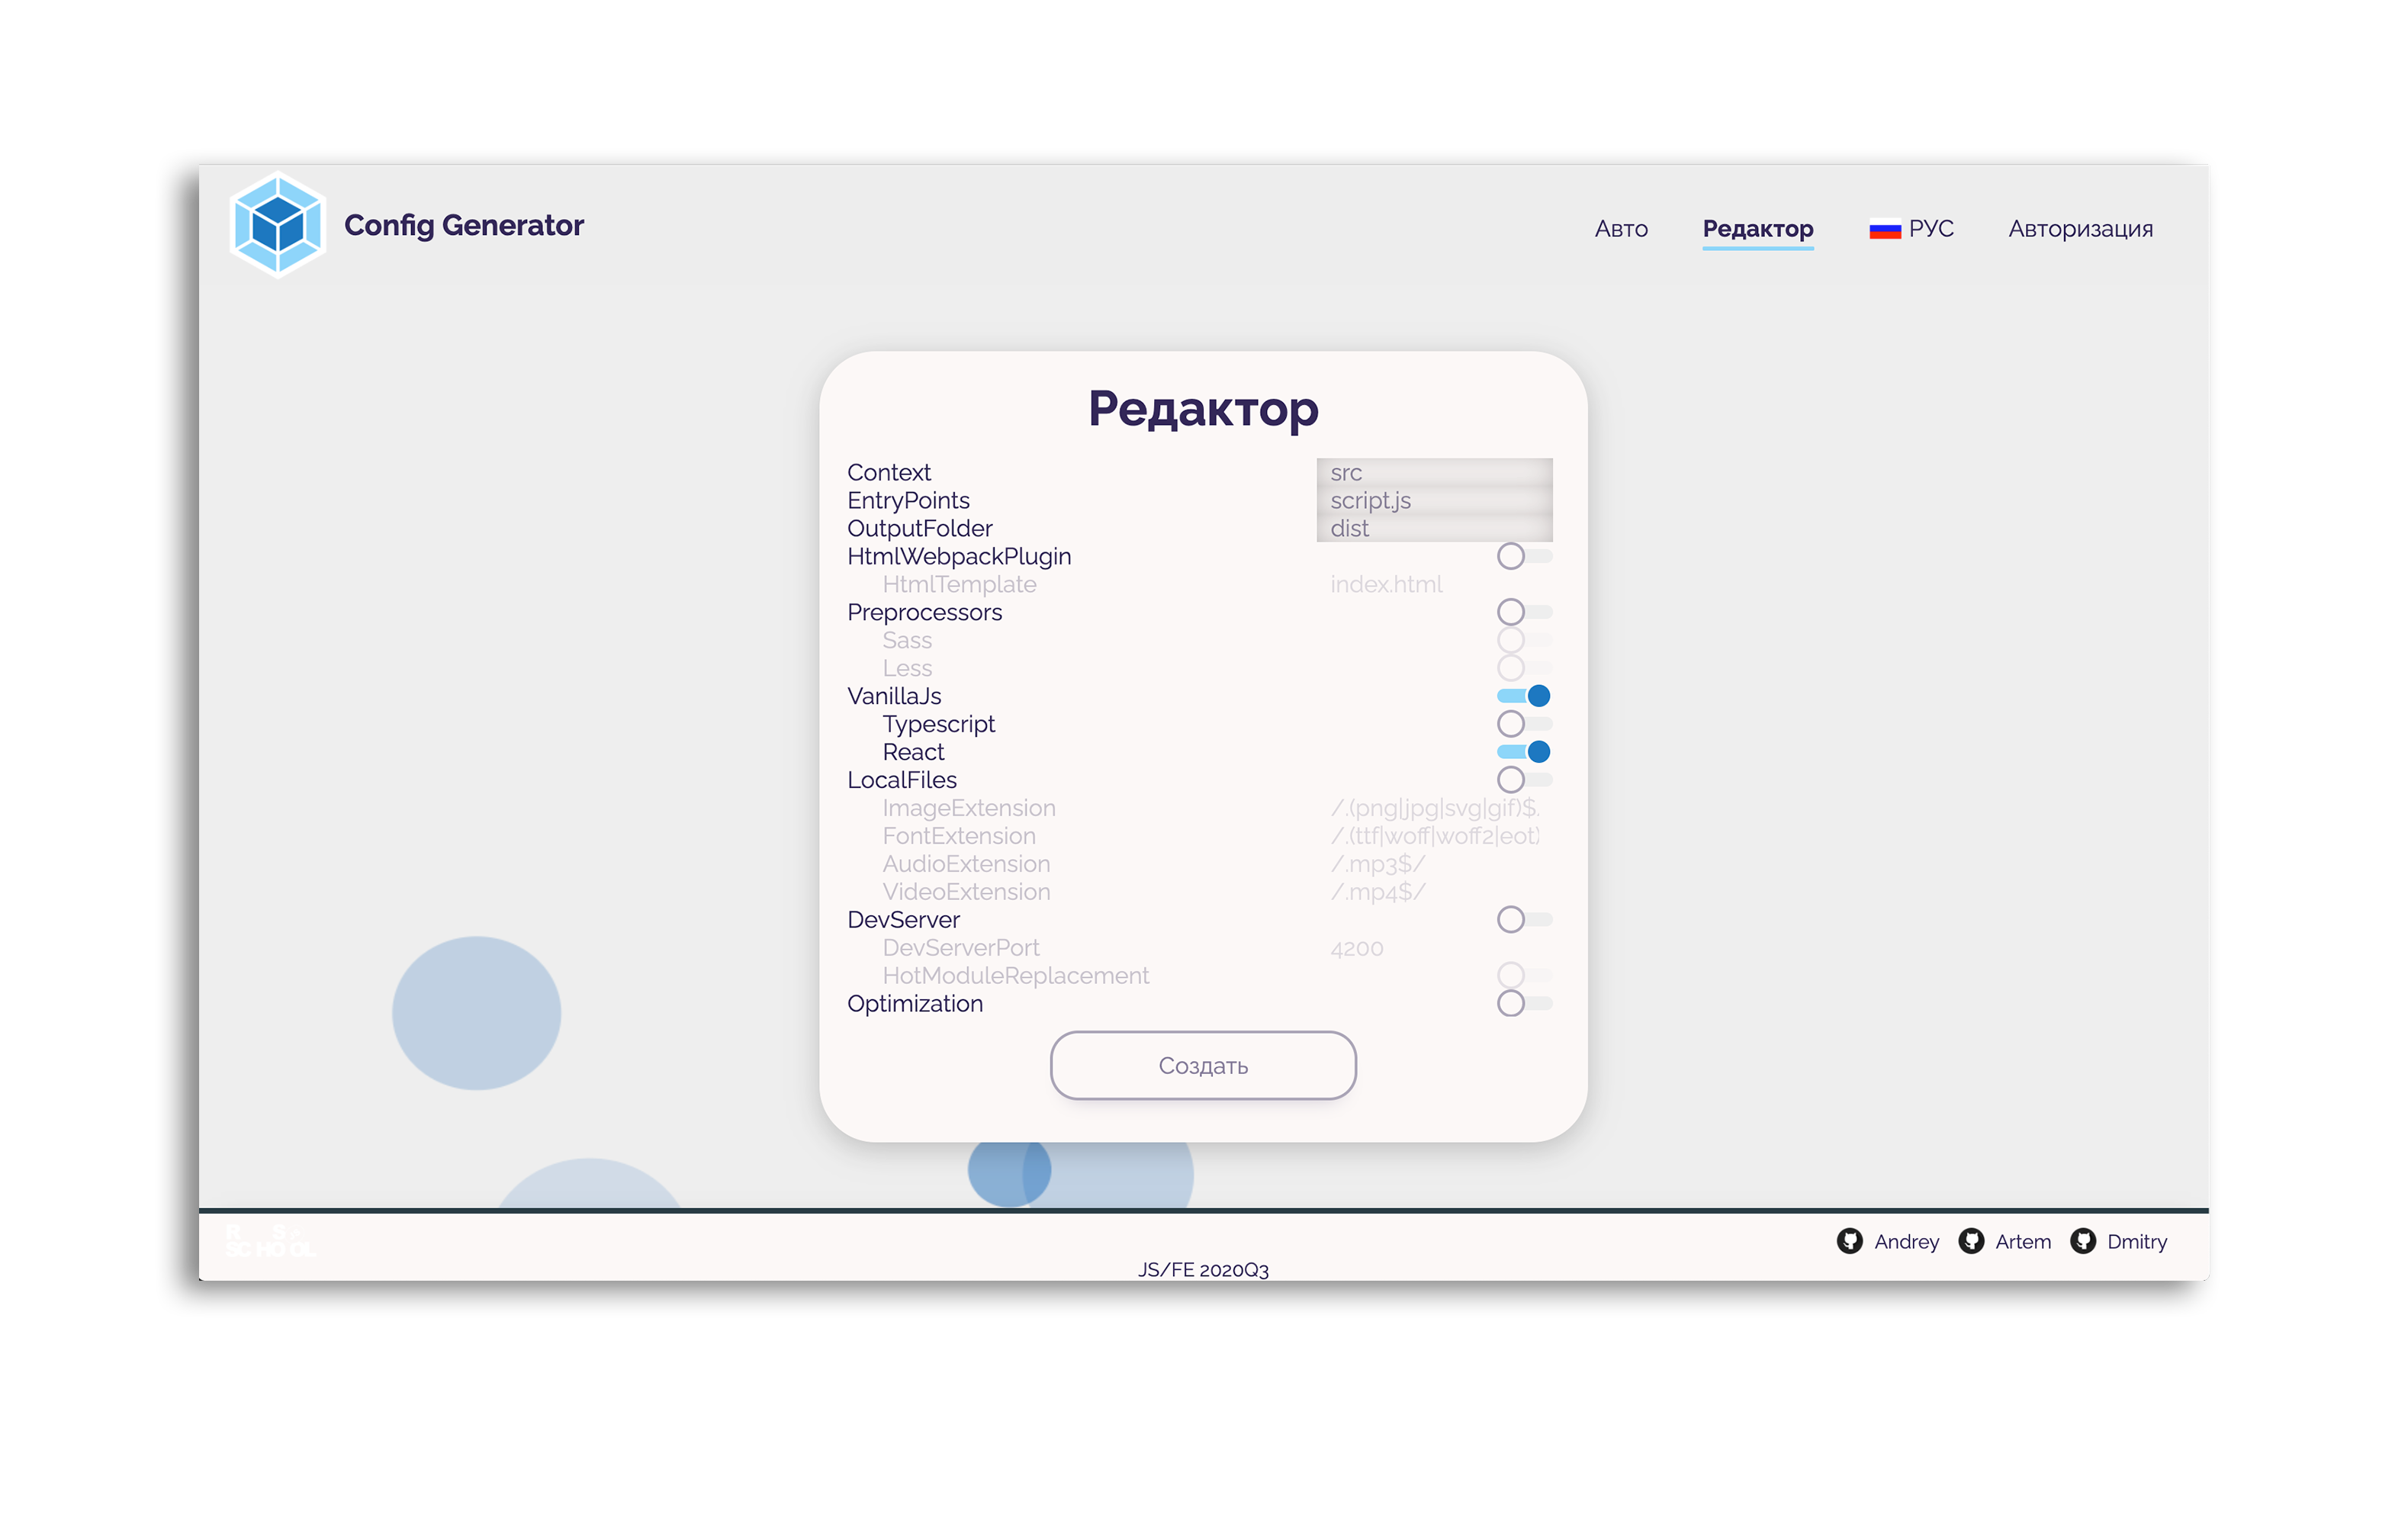 Config Generator
Авто Редактор РУС Авторизация
Редактор
Context src
EntryPoints script.js
OutputFolder dist
HtmlWebpackPlugin
HtmlTemplate index.html
Preprocessors
Sass
Less
VanillaJs
Typescript
React
LocalFiles
ImageExtension /.(png|jpg|svg|gif)$.
FontExtension /.(ttf|woff|woff2|eot)
AudioExtension /.mp3$/
VideoExtension /.mp4$/
DevServer
DevServerPort 4200
HotModuleReplacement
Optimization
Создать
RS
SCHOOL
Andrey Artem Dmitry
JS/FE 2020Q3